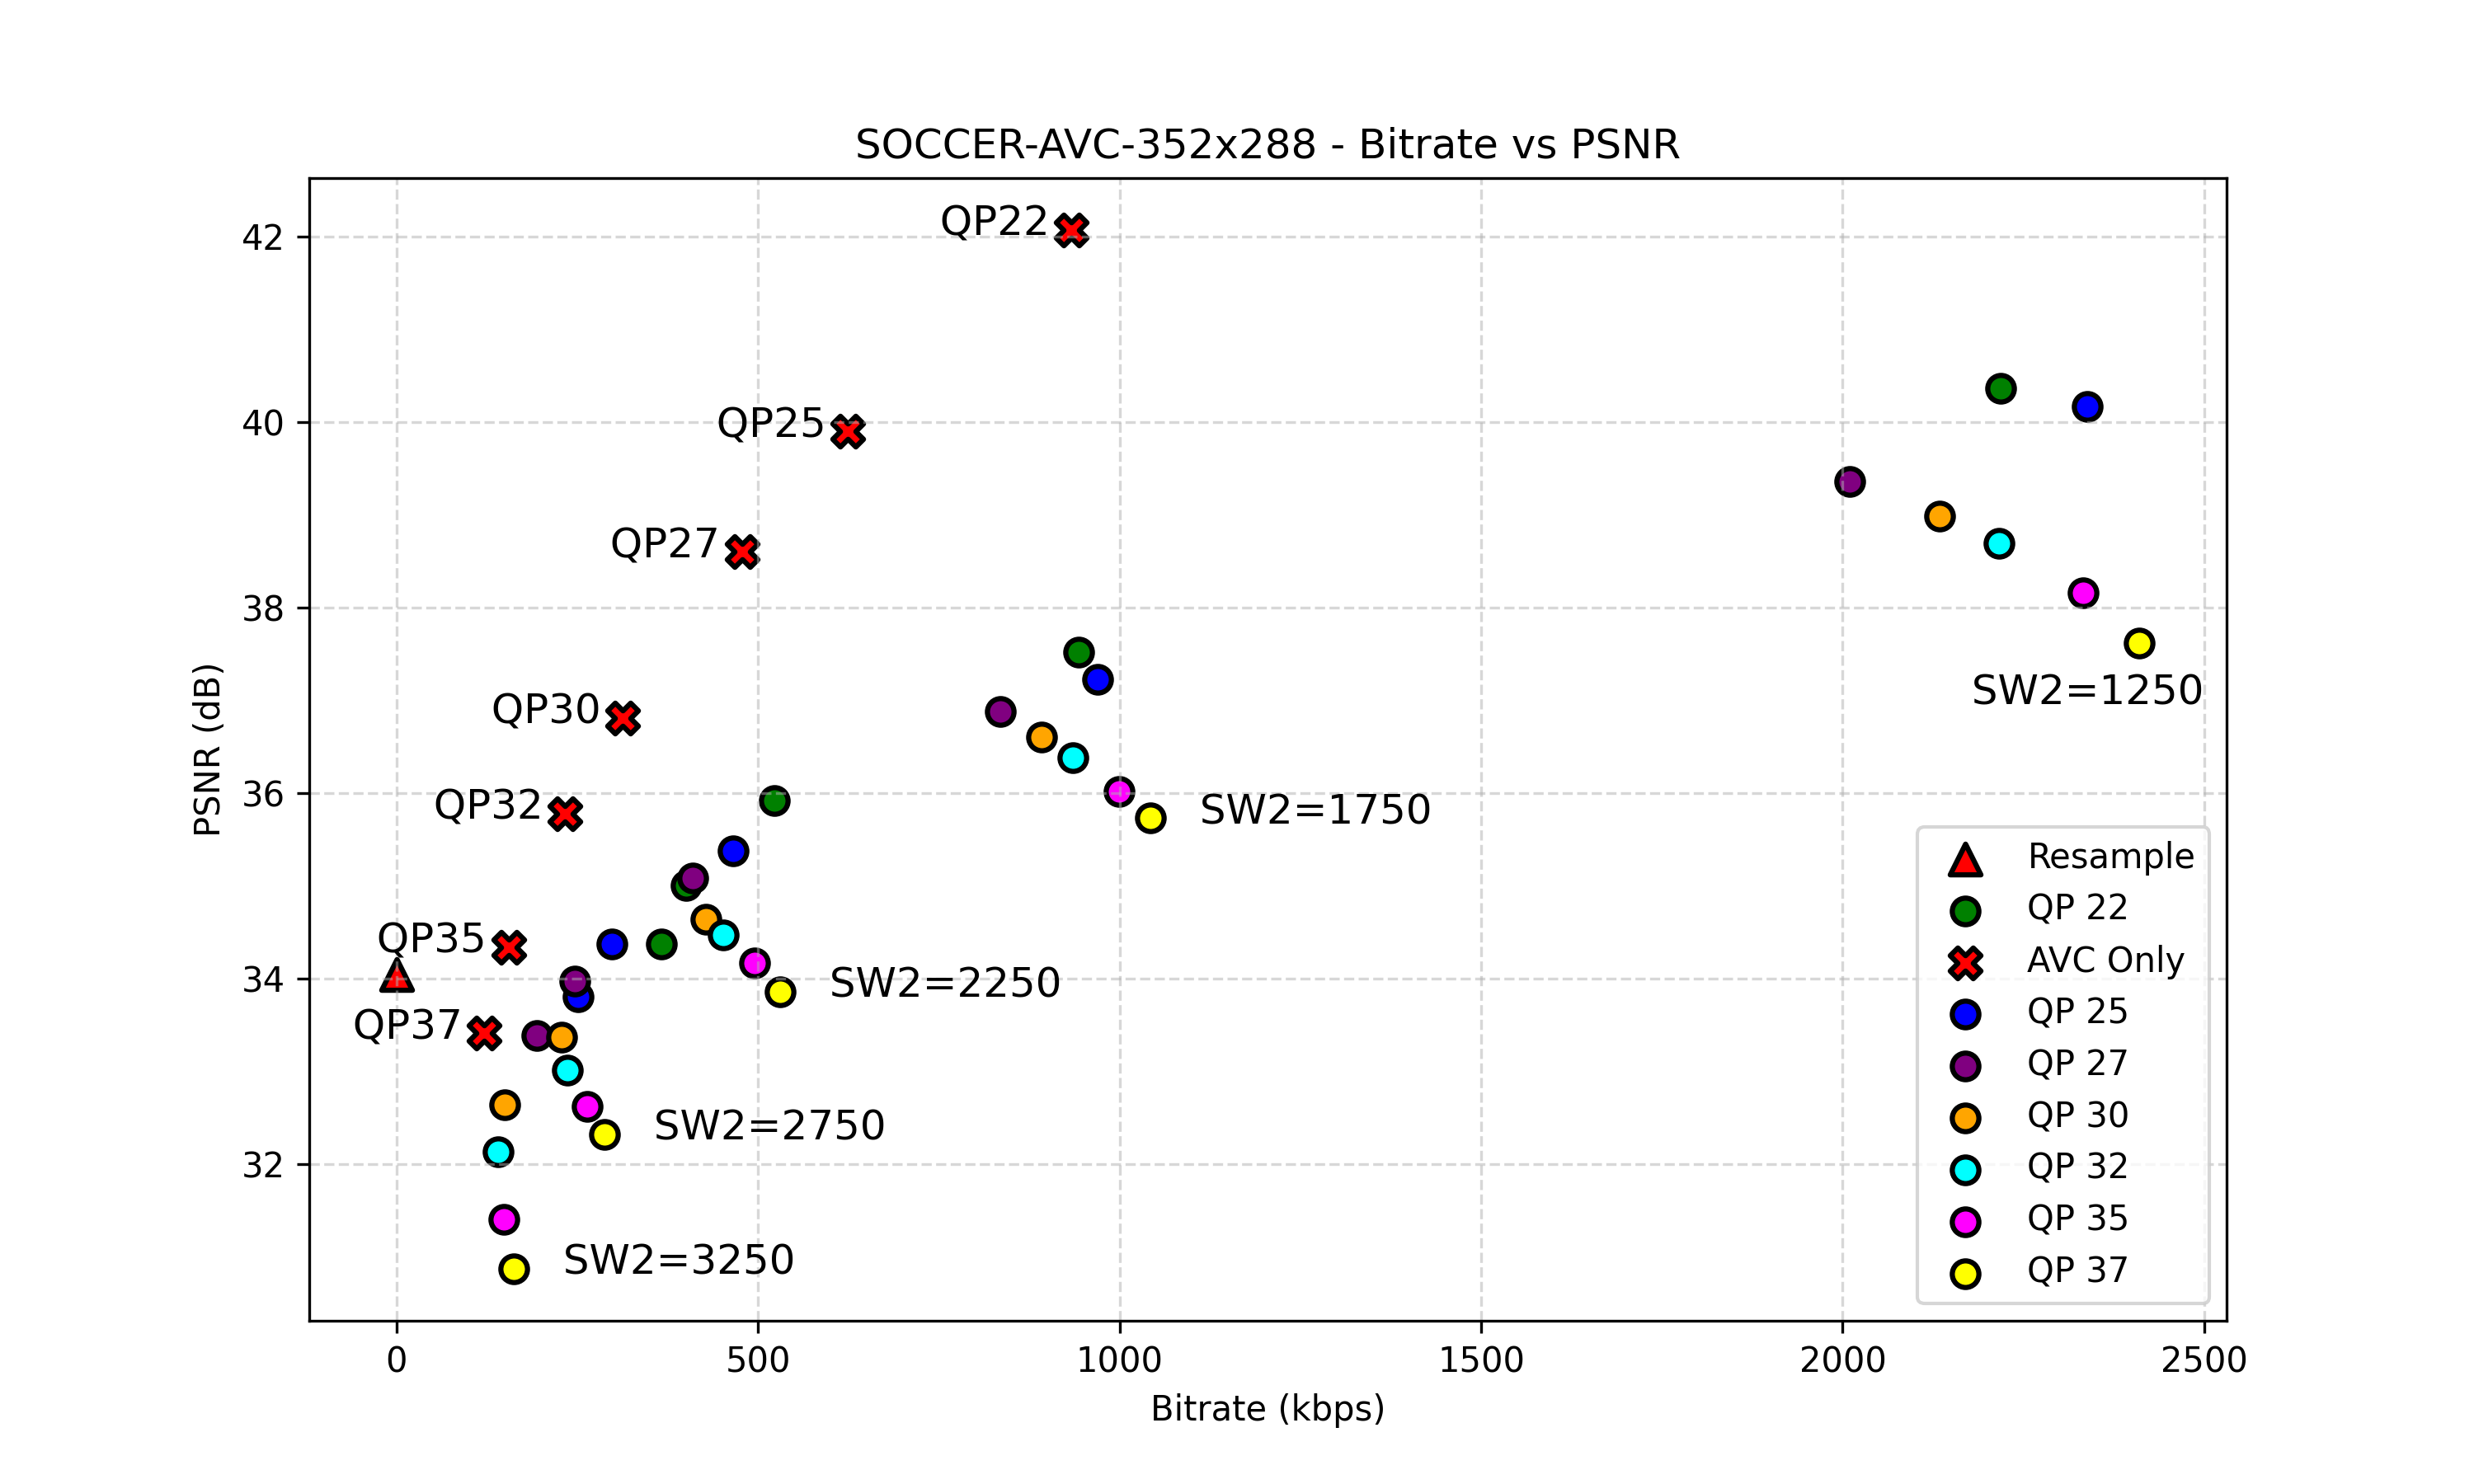 SOCCER-AVC-352x288 - Bitrate vs PSNR
QP22
42
QP25
40
QP27
38
SW2=1250
QP30
36
QP32
SW2=1750
PSNR (dB)
Resample
QP 22
QP35
AVC Only
34
SW2=2250
QP37
QP 25
QP 27
QP 30
SW2=2750
32
QP 32
QP 35
SW2=3250
QP 37
0
500
1000
1500
2000
2500
Bitrate (kbps)